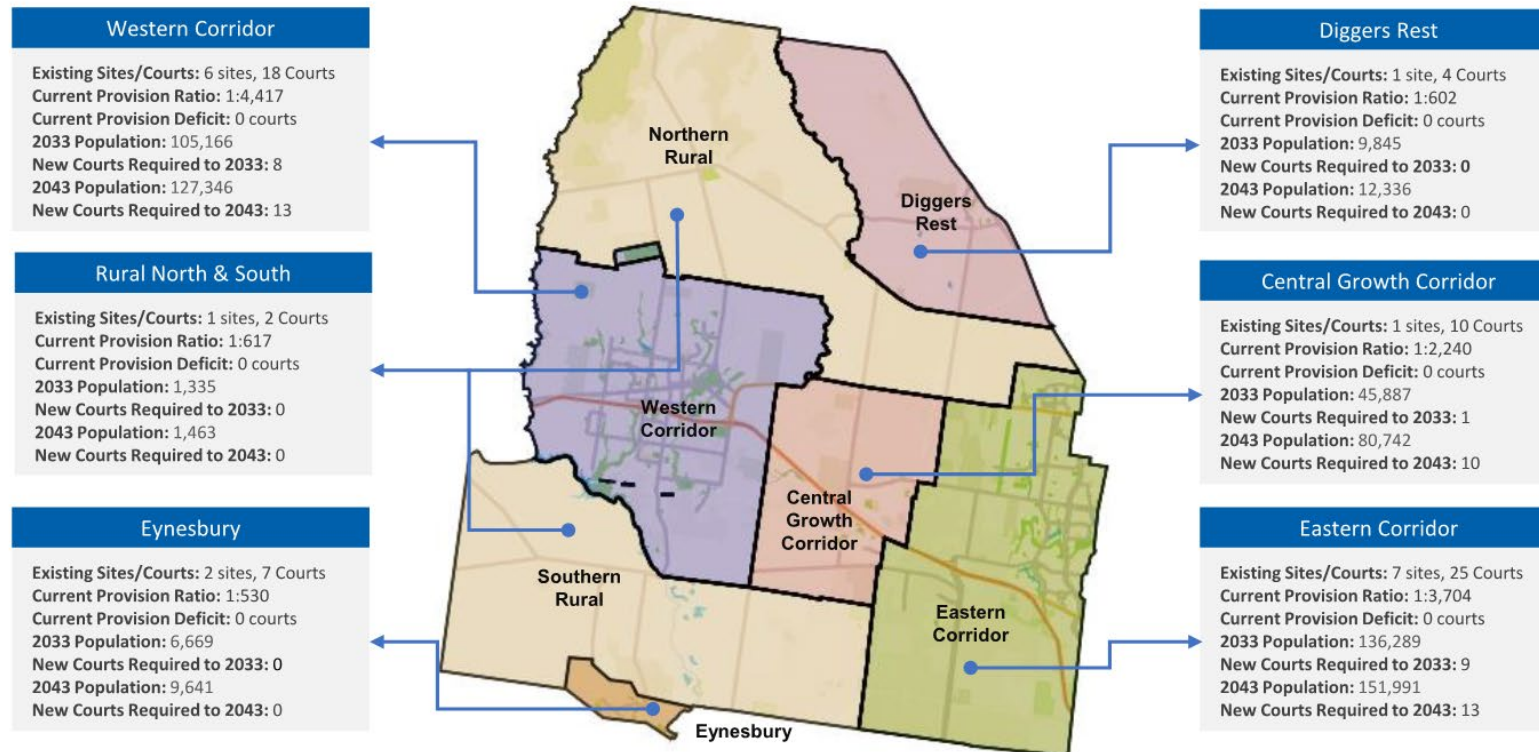 Western Corridor
Existing Sites/Courts: 6 sites, 18 Courts
Current Provision Ratio: 1:4,417
Current Provision Deficit: 0 courts
2033 Population: 105,166
New Courts Required to 2033: 8
2043 Population: 127,346
New Courts Required to 2043: 13
Rural North & South
Existing Sites/Courts: 1 sites, 2 Courts
Current Provision Ratio: 1:617
Current Provision Deficit: 0 courts
2033 Population: 1,335
New Courts Required to 2033: 0
2043 Population: 1,463
New Courts Required to 2043: 0
Eynesbury
Existing Sites/Courts: 2 sites, 7 Courts
Current Provision Ratio: 1:530
Current Provision Deficit: 0 courts
2033 Population: 6,669
New Courts Required to 2033: 0
2043 Population: 9,641
New Courts Required to 2043: 0
Northern
Rural
Diggers
Rest
Western
Corridor
Central
Growth
Corridor
Southern
Rural
Eastern
Corridor
Eynesbury
Diggers Rest
Existing Sites/Courts: 1 site, 4 Courts
Current Provision Ratio: 1:602
Current Provision Deficit: 0 courts
2033 Population: 9,845
New Courts Required to 2033: 0
2043 Population: 12,336
New Courts Required to 2043: 0
Central Growth Corridor
Existing Sites/Courts: 1 sites, 10 Courts
Current Provision Ratio: 1:2,240
Current Provision Deficit: 0 courts
2033 Population: 45,887
New Courts Required to 2033: 1
2043 Population: 80,742
New Courts Required to 2043: 10
Eastern Corridor
Existing Sites/Courts: 7 sites, 25 Courts
Current Provision Ratio: 1:3,704
Current Provision Deficit: 0 courts
2033 Population: 136,289
New Courts Required to 2033: 9
2043 Population: 151,991
New Courts Required to 2043: 13